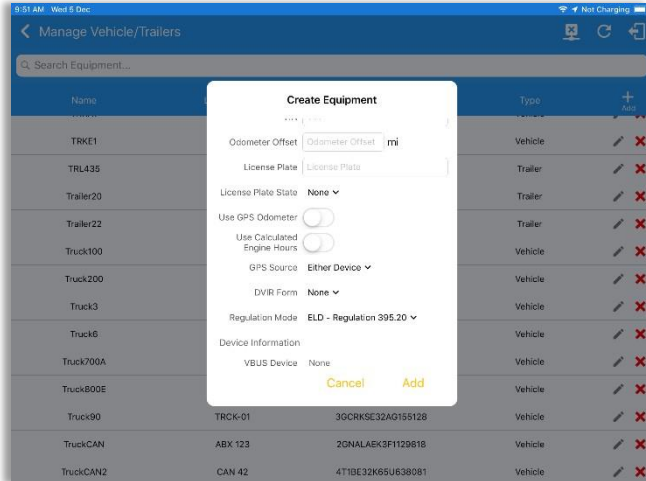 9:51 AM Wed 5 Dec
Not Charging
Manage Vehicle/Trailers
Search Equipment...
Name
Type
Add
Create Equipment
Odometer Offset Odometer Offset mi
License Plate License Plate
License Plate State None
Use GPS Odometer
Use Calculated
Engine Hours
GPS Source Either Device
DVIR Form None
Regulation Mode ELD - Regulation 395.20
Device Information
VBUS Device None
Cancel Add
TRKE1 Vehicle
TRL435 Trailer
Trailer20 Trailer
Trailer22 Trailer
Truck100 Vehicle
Truck200 Vehicle
Truck3 Vehicle
Truck6 Vehicle
Truck700A Vehicle
Truck800E Vehicle
Truck90 TRCK-01 3GCRKSE32AG155128 Vehicle
TruckCAN ABX 123 2GNALAEK3F1129818 Vehicle
TruckCAN2 CAN 42 4T1BE32K65U638081 Vehicle